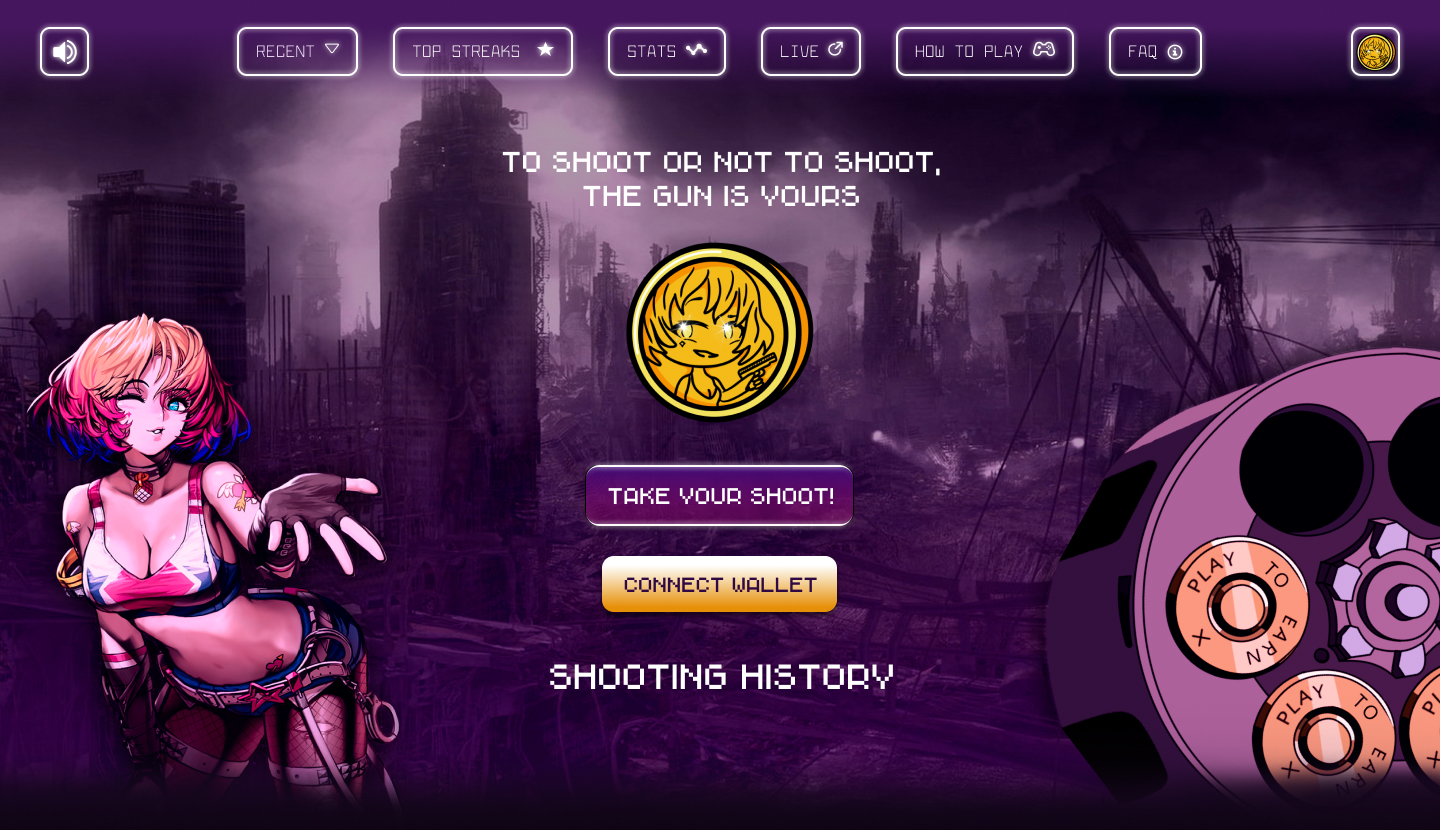 RECENT
TOP STREAKS
STATS
LIVE
HOW TO PLAY
FAQ
TO SHOOT OR NOT TO SHOOT,
THE GUN IS YOURS
TAKE YOUR SHOOT!
CONNECT WALLET
SHOOTING HISTORY
PLAY TO EARN X
PLAY TO EARN X